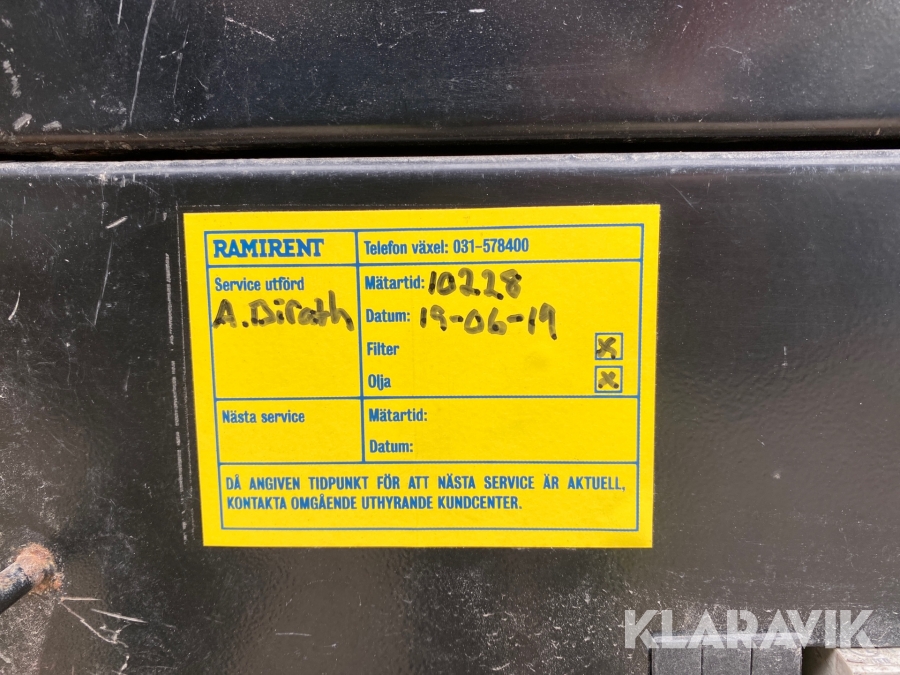 RAMIRENT
Telefon växel: 031-578400
Service utförd
A. Dirath
Mätartid: 10228
Datum: 19-06-19
Filter x
Olja x
Nästa service
Mätartid:
Datum:
DÅ ANGIVEN TIDPUNKT FÖR ATT NÄSTA SERVICE ÄR AKTUELL,
KONTAKTA OMGÅENDE UTHYRANDE KUNDCENTER.
KLARAVIK